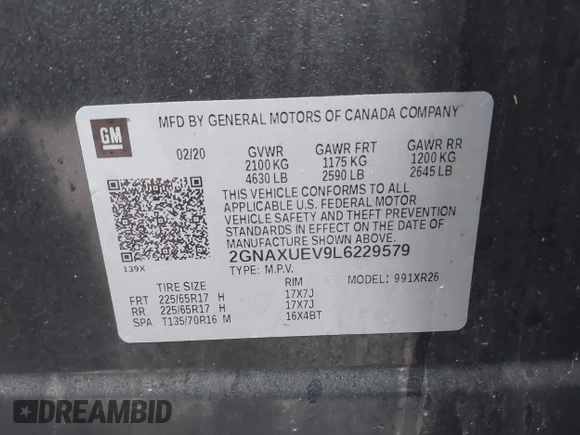 GM
MFD BY GENERAL MOTORS OF CANADA COMPANY
02/20 GVWR GAWR FRT GAWR RR
2100 KG 1175 KG 1200 KG
4630 LB 2590 LB 2645 LB
THIS VEHICLE CONFORMS TO ALL
APPLICABLE U.S. FEDERAL MOTOR
VEHICLE SAFETY AND THEFT PREVENTION
STANDARDS IN EFFECT ON THE DATE OF
MANUFACTURE SHOWN ABOVE.
2GNAXUEV9L6229579
139X TYPE: M.P.V.
TIRE SIZE RIM MODEL: 991XR26
FRT 225/65R17 H 17X7J
RR 225/65R17 H 17X7J
SPA T135/70R16 M 16X4BT
DREAMBID